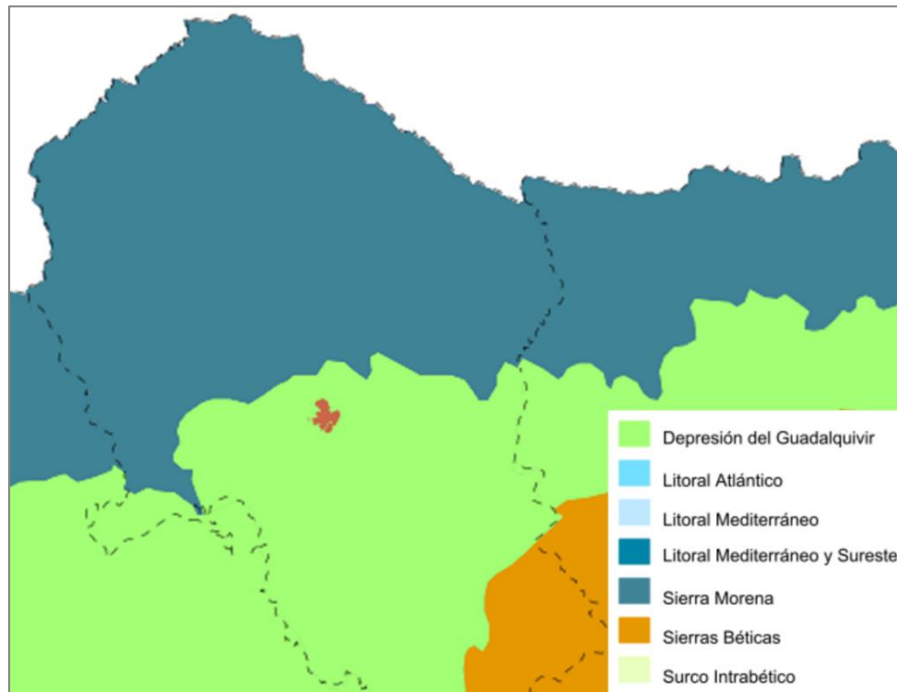 Depresión del Guadalquivir
Litoral Atlántico
Litoral Mediterráneo
Litoral Mediterráneo y Sureste
Sierra Morena
Sierras Béticas
Surco Intrabético